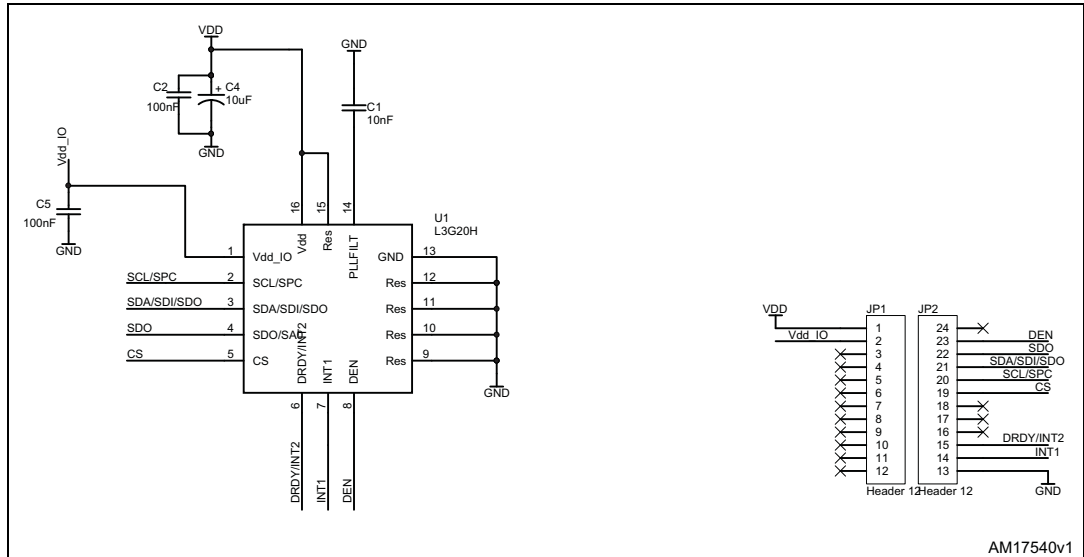 VDD
GND
C2
100nF
+ C4
10uF
C1
10nF
GND
Vdd_IO
C5
100nF
GND
16
15
14
U1
L3G20H
Vdd
Res
PLLFILT
1
Vdd_IO
GND
13
SCL/SPC
2
SCL/SPC
Res
12
SDA/SDI/SDO
3
SDA/SDI/SDO
Res
11
SDO
4
SDO/SA0
Res
10
CS
5
CS
Res
9
DRDY/INT2
INT1
DEN
GND
6
7
8
DRDY/INT2
INT1
DEN
VDD
Vdd_IO
JP1
1
2
3
4
5
6
7
8
9
10
11
12
Header 12
JP2
24
23
DEN
22
SDO
21
SDA/SDI/SDO
20
SCL/SPC
19
CS
18
17
16
15
DRDY/INT2
14
INT1
13
GND
Header 12
AM17540v1